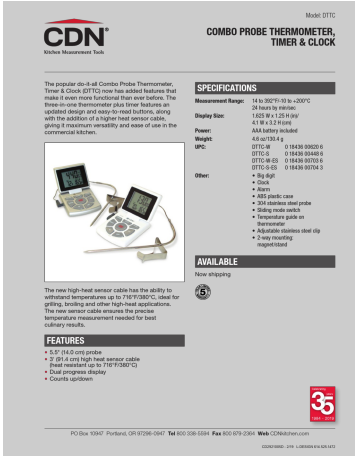 Model: DTTC
CDN®
Kitchen Measurement Tools
COMBO PROBE THERMOMETER,
TIMER & CLOCK
The popular do-it-all Combo Probe Thermometer,
Timer & Clock (DTTC) now has added features that
make it even more functional than ever before. The
three-in-one thermometer plus timer features an
updated design and easy-to-read buttons, along
with the addition of a higher heat sensor cable,
giving it maximum versatility and ease of use in the
commercial kitchen.
The new high-heat sensor cable has the ability to
withstand temperatures up to 716°F/380°C, ideal for
grilling, broiling and other high-heat applications.
The new sensor cable ensures the precise
temperature measurement needed for best
culinary results.
FEATURES
• 5.5" (14.0 cm) probe
• 3' (91.4 cm) high heat sensor cable
(heat resistant up to 716°F/380°C)
• Dual progress display
• Counts up/down
SPECIFICATIONS
Measurement Range: 14 to 392°F/-10 to +200°C
24 hours by min/sec
Display Size: 1.625 W x 1.25 H (in)/
4.1 W x 3.2 H (cm)
Power: AAA battery included
Weight: 4.6 oz/130.4 g
UPC: DTTC-W 0 18436 00620 6
DTTC-S 0 18436 00448 6
DTTC-W-ES 0 18436 00703 6
DTTC-S-ES 0 18436 00704 3
Other: • Big digit
• Clock
• Alarm
• ABS plastic case
• 304 stainless steel probe
• Sliding mode switch
• Temperature guide on
thermometer
• Adjustable stainless steel clip
• 2-way mounting:
magnet/stand
AVAILABLE
Now shipping
5
35
1984 - 2019
PO Box 10947 Portland, OR 97296-0947 Tel 800 338-5594 Fax 800 879-2364 Web CDNkitchen.com